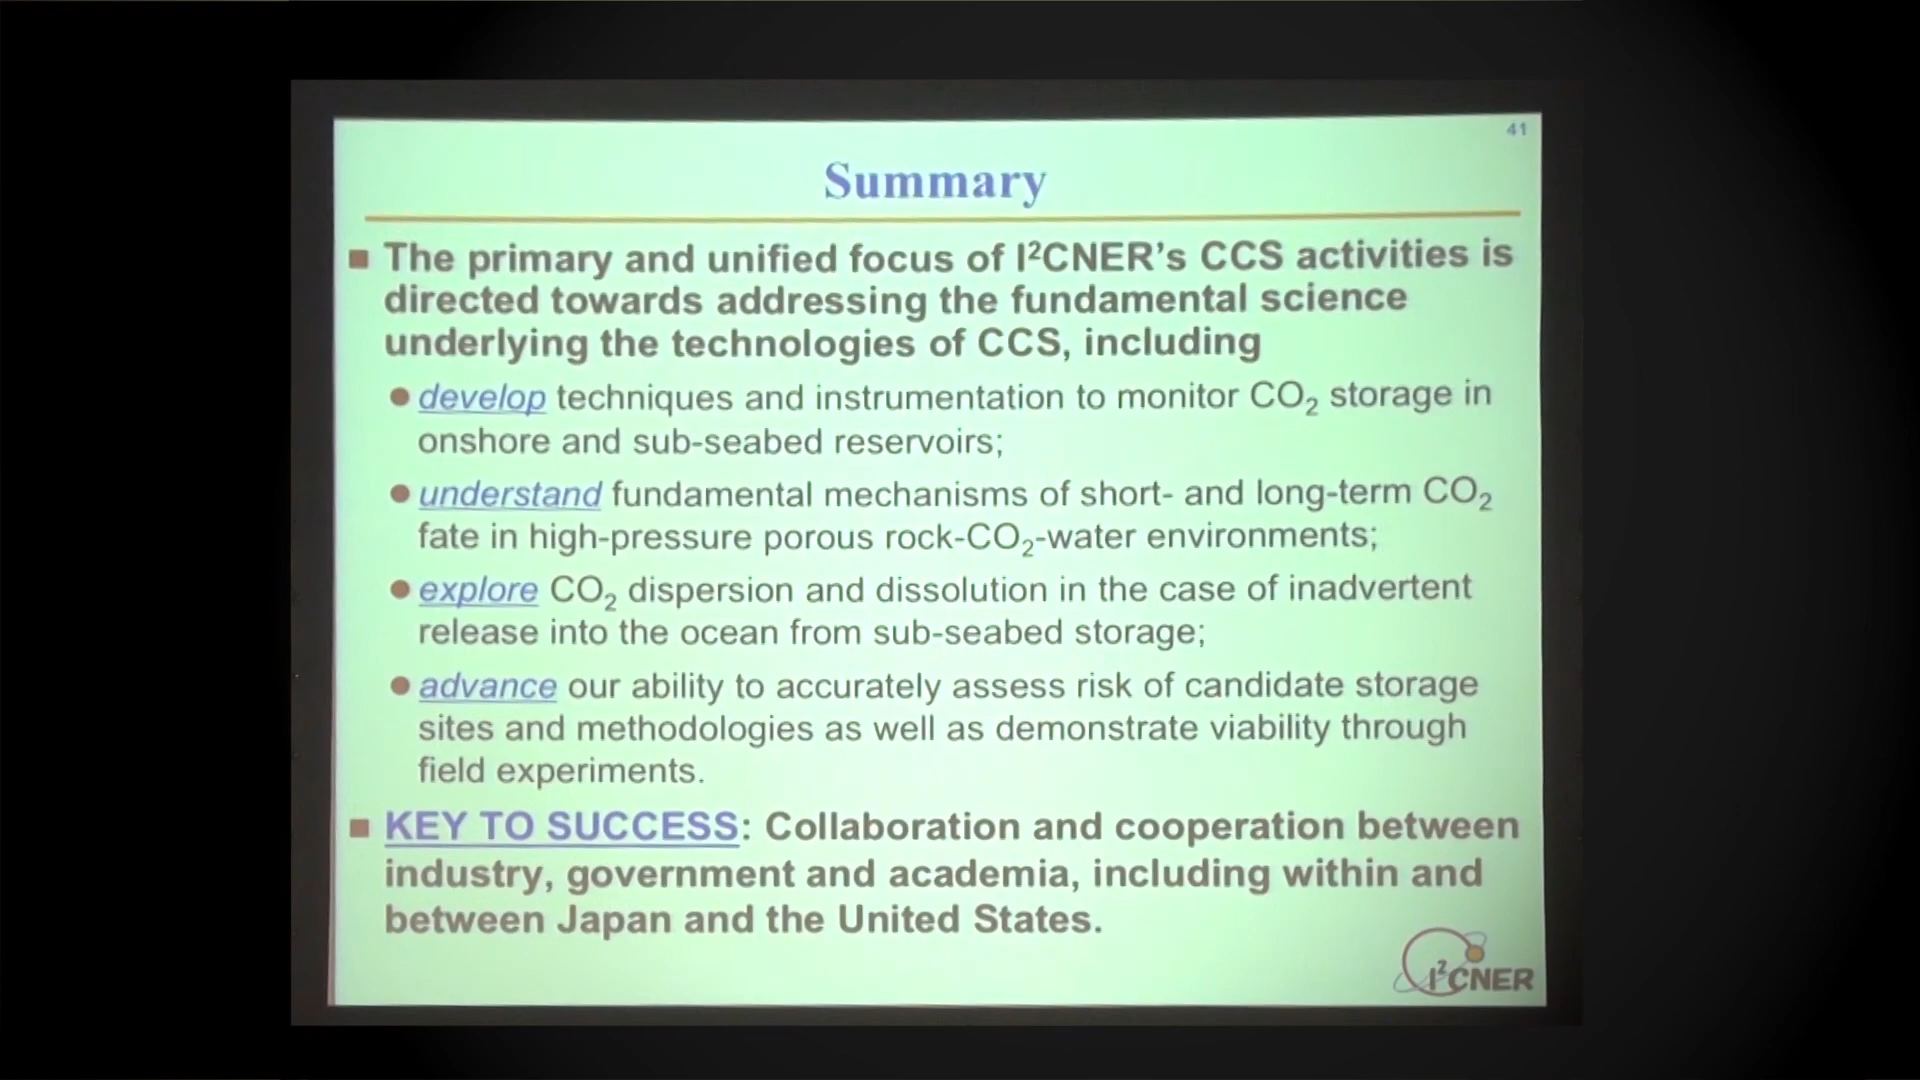 41
Summary
■ The primary and unified focus of I²CNER’s CCS activities is
directed towards addressing the fundamental science
underlying the technologies of CCS, including
● develop techniques and instrumentation to monitor CO₂ storage in
onshore and sub-seabed reservoirs;
● understand fundamental mechanisms of short- and long-term CO₂
fate in high-pressure porous rock-CO₂-water environments;
● explore CO₂ dispersion and dissolution in the case of inadvertent
release into the ocean from sub-seabed storage;
● advance our ability to accurately assess risk of candidate storage
sites and methodologies as well as demonstrate viability through
field experiments.
■ KEY TO SUCCESS: Collaboration and cooperation between
industry, government and academia, including within and
between Japan and the United States.
I²CNER